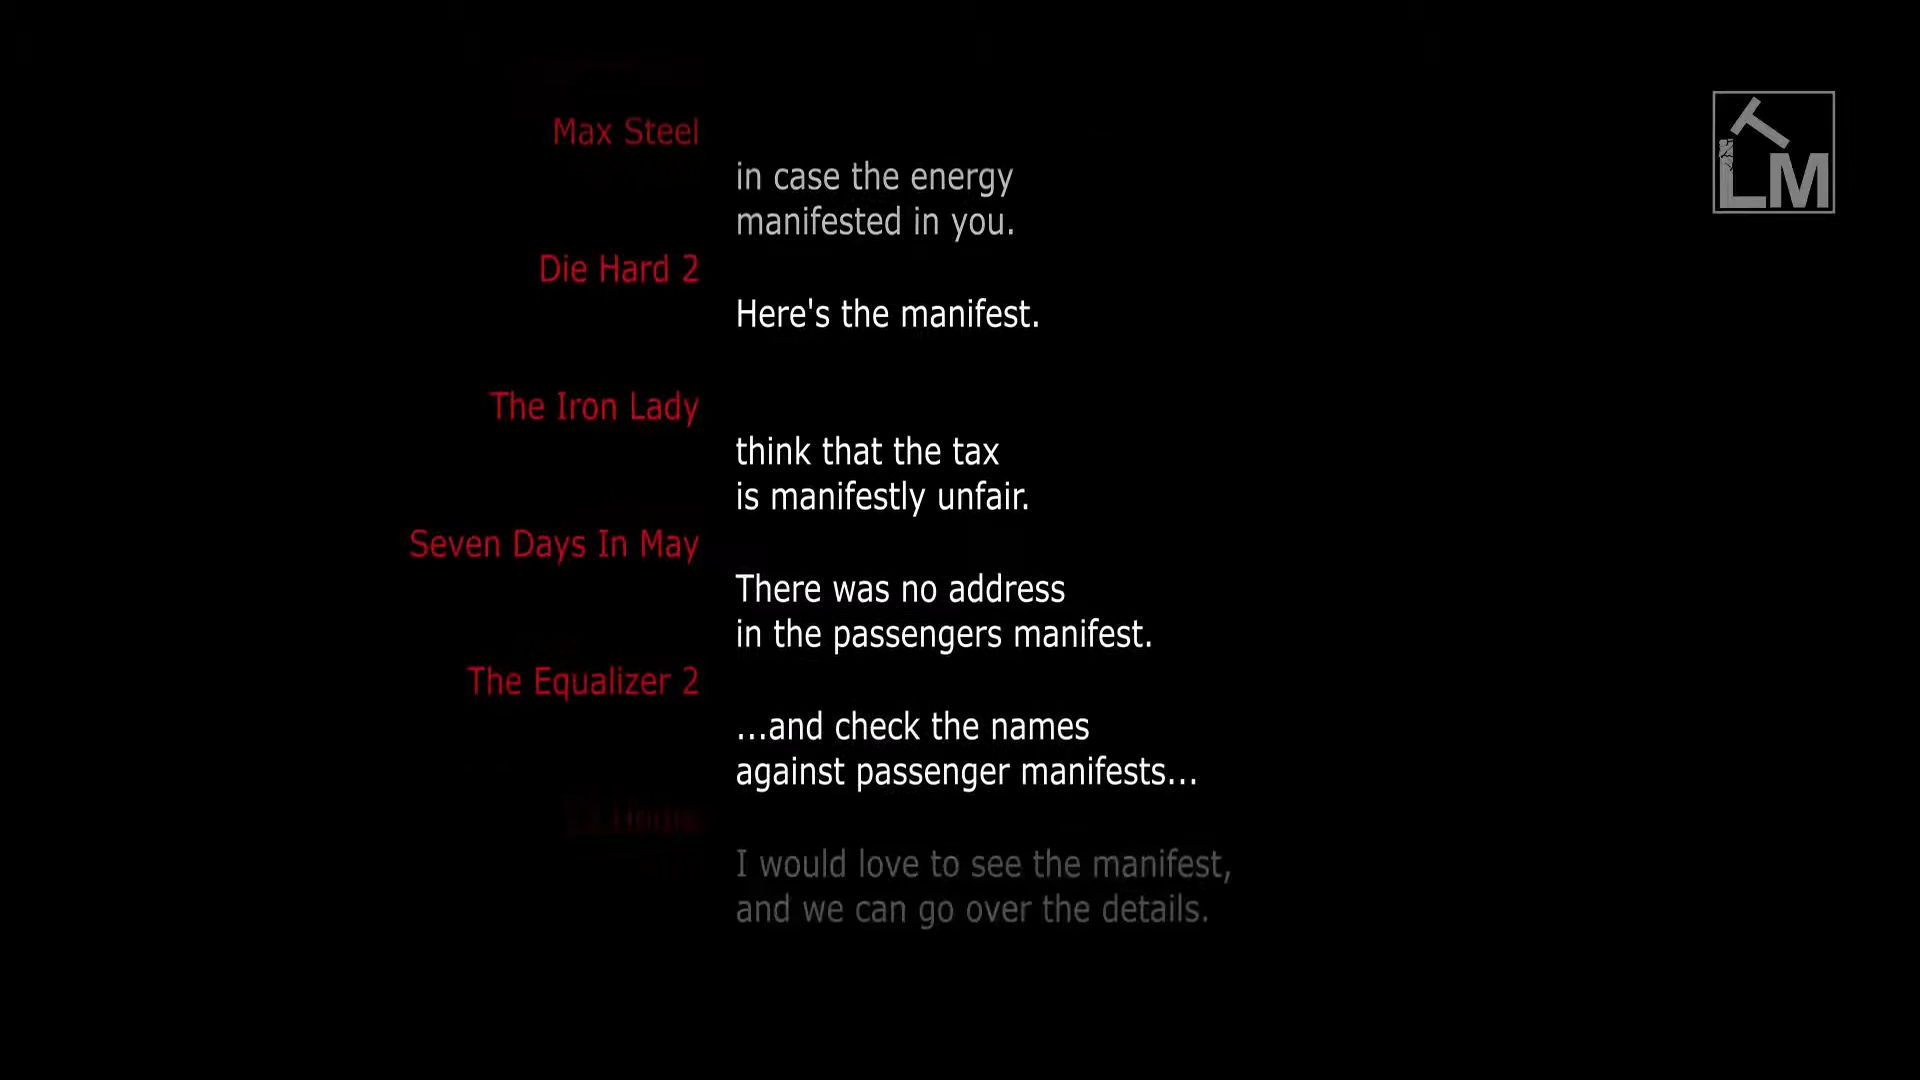 Max Steel
in case the energy
manifested in you.
Die Hard 2
Here's the manifest.
The Iron Lady
think that the tax
is manifestly unfair.
Seven Days In May
There was no address
in the passengers manifest.
The Equalizer 2
...and check the names
against passenger manifests...
I would love to see the manifest,
and we can go over the details.
LM